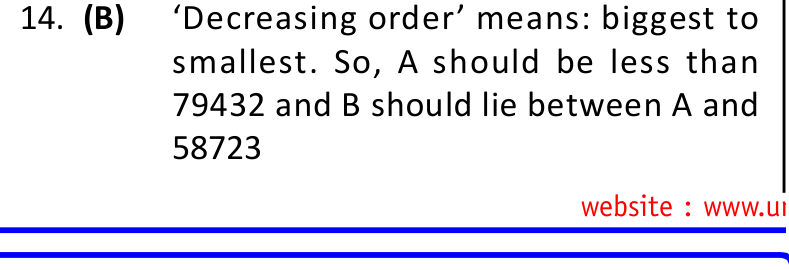 14. (B) ‘Decreasing order’ means: biggest to
smallest. So, A should be less than
79432 and B should lie between A and
58723
website : www.